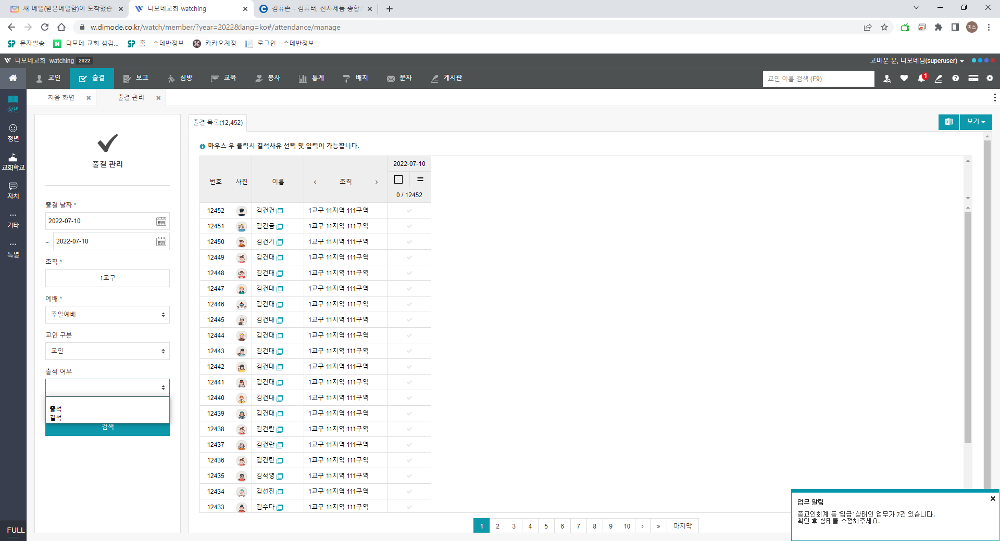 새 메일(받은메일함)이 도착했습
디모데교회 watching
컴퓨존 - 컴퓨터, 전자제품 종합쇼
w.dimode.co.kr/watch/member/?year=2022&lang=ko#/attendance/manage
미소
문자발송
디모데 교회 섬김...
홈 - 스데반정보
카카오계정
로그인 - 스데반정보
디모데교회 watching 2022
고마운 분, 디모데님(superuser)
교인
출결
보고
심방
교육
봉사
통계
배치
문자
게시판
교인 이름 검색 (F9)
1
처음 화면
출결 관리
장년
청년
교회학교
자치
기타
특별
FULL
출결 관리
출결 날짜 *
2022-07-10
~ 2022-07-10
조직 *
1교구
예배 *
주일예배
교인 구분
교인
출석 여부
출석
결석
검색
출결 목록(12,452)
보기
마우스 우 클릭시 결석사유 선택 및 입력이 가능합니다.
번호 사진 이름 ‹ 조직 › 2022-07-10
=
0 / 12452
12452 김건건 1교구 11지역 111구역
12451 김건금 1교구 11지역 111구역
12450 김건기 1교구 11지역 111구역
12449 김건대 1교구 11지역 111구역
12448 김건대 1교구 11지역 111구역
12447 김건대 1교구 11지역 111구역
12446 김건대 1교구 11지역 111구역
12445 김건대 1교구 11지역 111구역
12444 김건대 1교구 11지역 111구역
12443 김건대 1교구 11지역 111구역
12442 김건대 1교구 11지역 111구역
12441 김건대 1교구 11지역 111구역
12440 김건대 1교구 11지역 111구역
12439 김건대 1교구 11지역 111구역
12438 김건란 1교구 11지역 111구역
12437 김건란 1교구 11지역 111구역
12436 김건란 1교구 11지역 111구역
12435 김석영 1교구 11지역 111구역
12434 김선진 1교구 11지역 111구역
12433 김수다 1교구 11지역 111구역
1 2 3 4 5 6 7 8 9 10 › » 마지막
업무 알림
종교인회계 등 '입금' 상태인 업무가 7건 있습니다.
확인 후 상태를 수정해주세요.